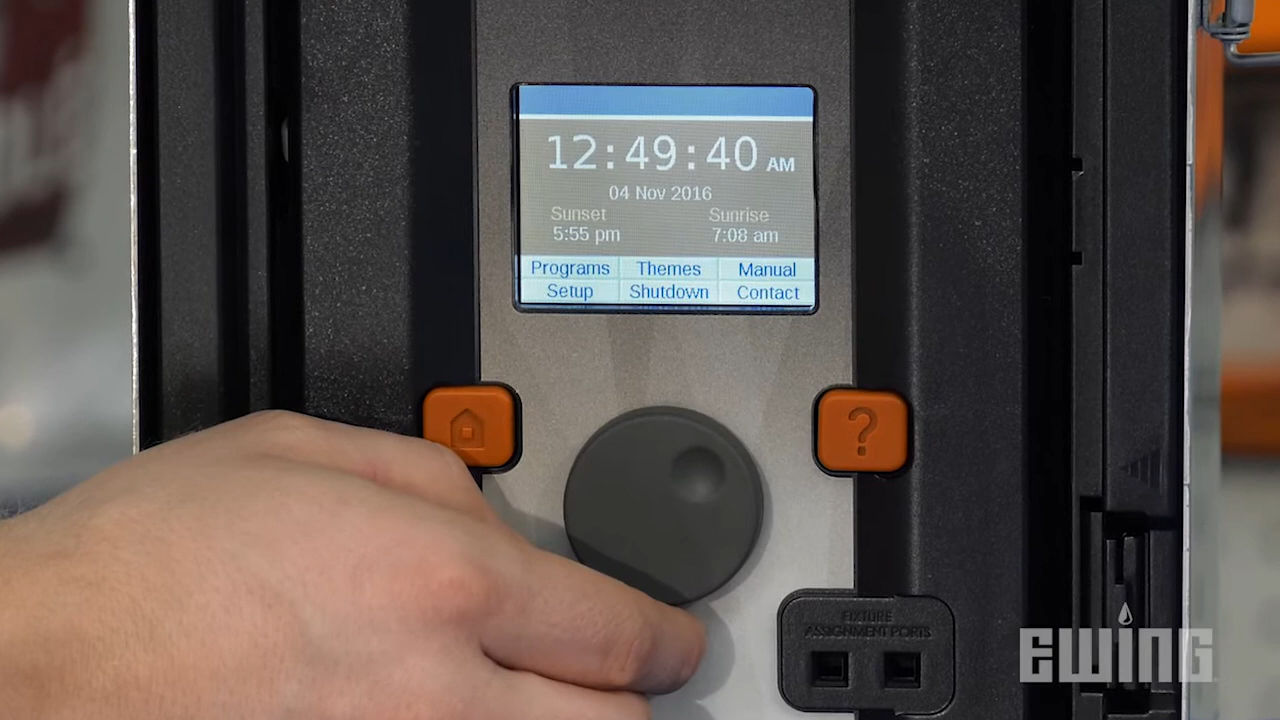 12:49:40 AM
04 Nov 2016
Sunset Sunrise
5:55 pm 7:08 am
Programs Themes Manual
Setup Shutdown Contact
?
FIXTURE
ASSIGNMENT PORTS
EWING